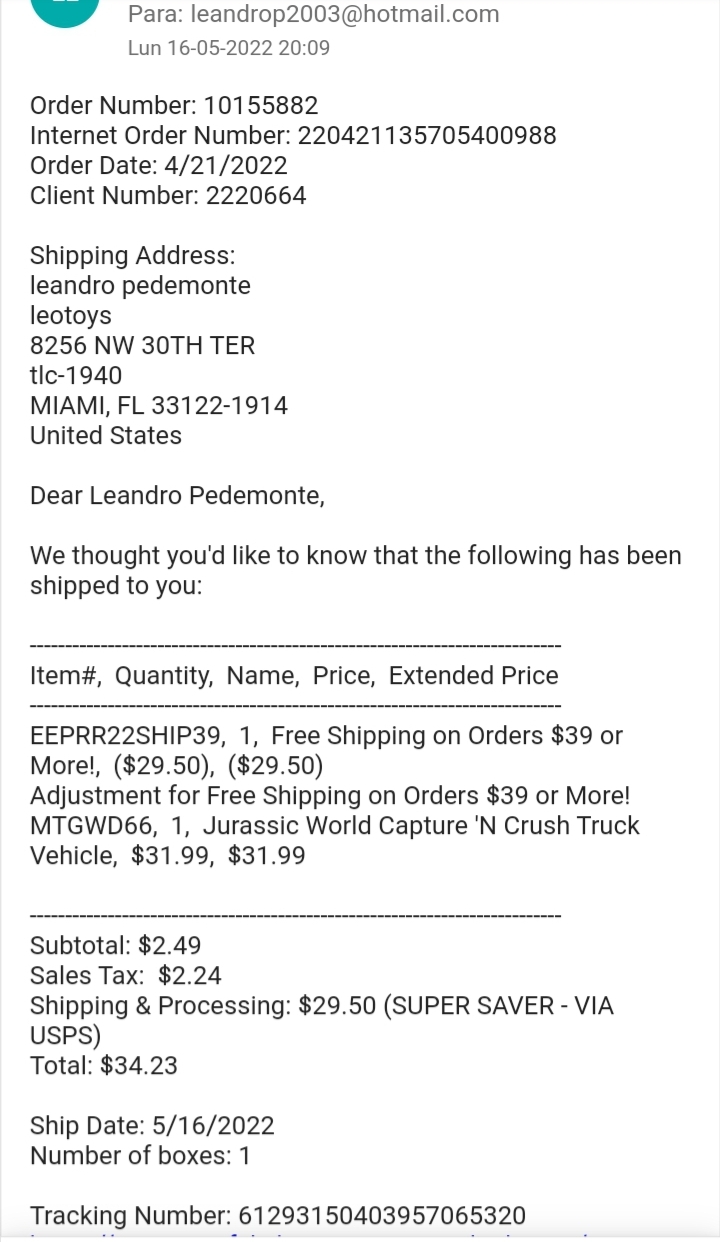 Para: leandrop2003@hotmail.com
Lun 16-05-2022 20:09
Order Number: 10155882
Internet Order Number: 220421135705400988
Order Date: 4/21/2022
Client Number: 2220664
Shipping Address:
leandro pedemonte
leotoys
8256 NW 30TH TER
tlc-1940
MIAMI, FL 33122-1914
United States
Dear Leandro Pedemonte,
We thought you'd like to know that the following has been
shipped to you:
----------------------------------------------------------------------------
Item#,  Quantity,  Name,  Price,  Extended Price
----------------------------------------------------------------------------
EEPRR22SHIP39,  1,  Free Shipping on Orders $39 or
More!,  ($29.50),  ($29.50)
Adjustment for Free Shipping on Orders $39 or More!
MTGWD66,  1,  Jurassic World Capture 'N Crush Truck
Vehicle,  $31.99,  $31.99
----------------------------------------------------------------------------
Subtotal: $2.49
Sales Tax:  $2.24
Shipping & Processing: $29.50 (SUPER SAVER - VIA
USPS)
Total: $34.23
Ship Date: 5/16/2022
Number of boxes: 1
Tracking Number: 61293150403957065320